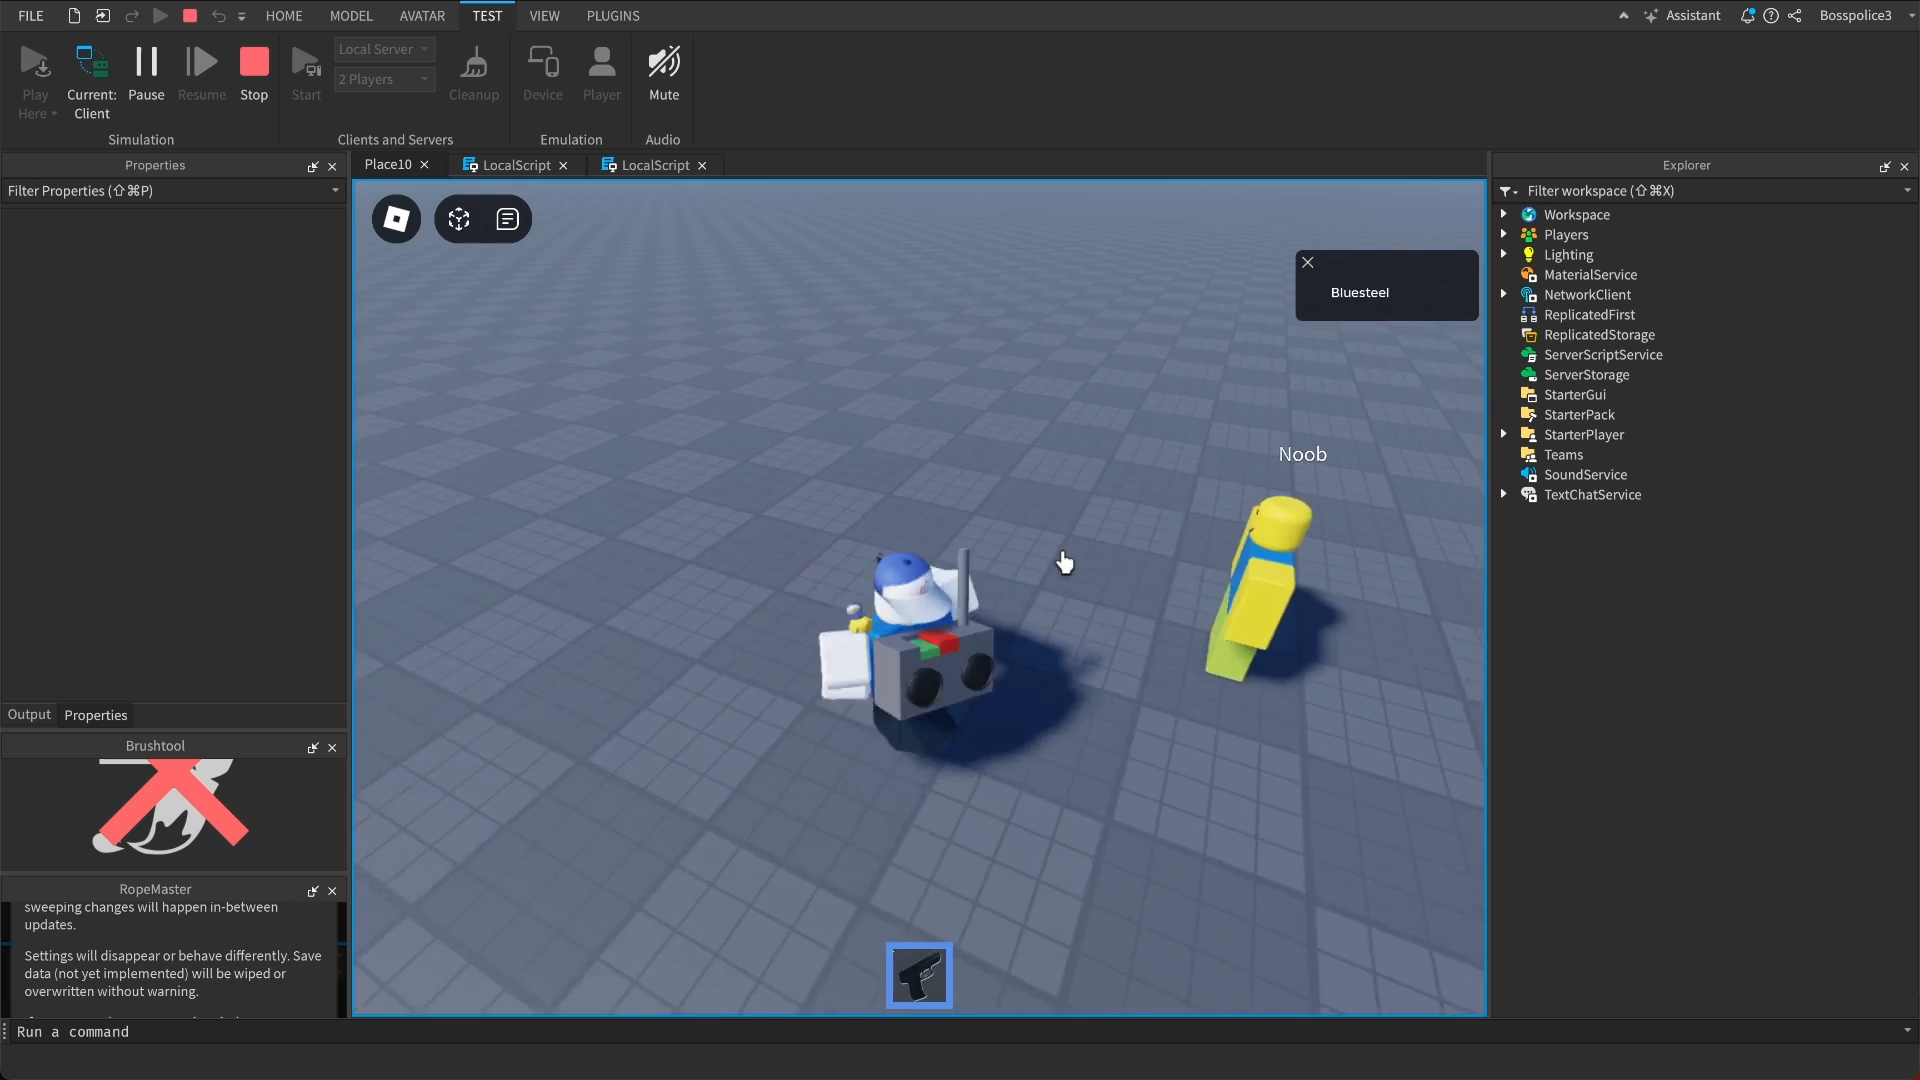 FILE
HOME
MODEL
AVATAR
TEST
VIEW
PLUGINS
Assistant
Bosspolice3
Play
Here
Current:
Client
Pause
Resume
Stop
Start
Local Server
2 Players
Cleanup
Device
Player
Mute
Simulation
Clients and Servers
Emulation
Audio
Properties
Place10
LocalScript
LocalScript
Explorer
Filter Properties (⇧⌘P)
Filter workspace (⇧⌘X)
Workspace
Players
Lighting
MaterialService
NetworkClient
ReplicatedFirst
ReplicatedStorage
ServerScriptService
ServerStorage
StarterGui
StarterPack
StarterPlayer
Teams
SoundService
TextChatService
Bluesteel
Noob
Output
Properties
Brushtool
RopeMaster
sweeping changes will happen in-between
updates.
Settings will disappear or behave differently. Save
data (not yet implemented) will be wiped or
overwritten without warning.
Run a command